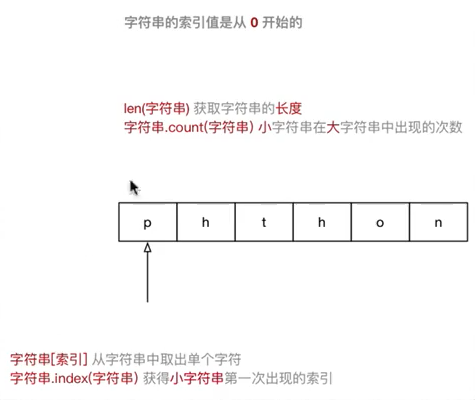 字符串的索引值是从 0 开始的
len(字符串) 获取字符串的长度
字符串.count(字符串) 小字符串在大字符串中出现的次数
p h t h o n
字符串[索引] 从字符串中取出单个字符
字符串.index(字符串) 获得小字符串第一次出现的索引